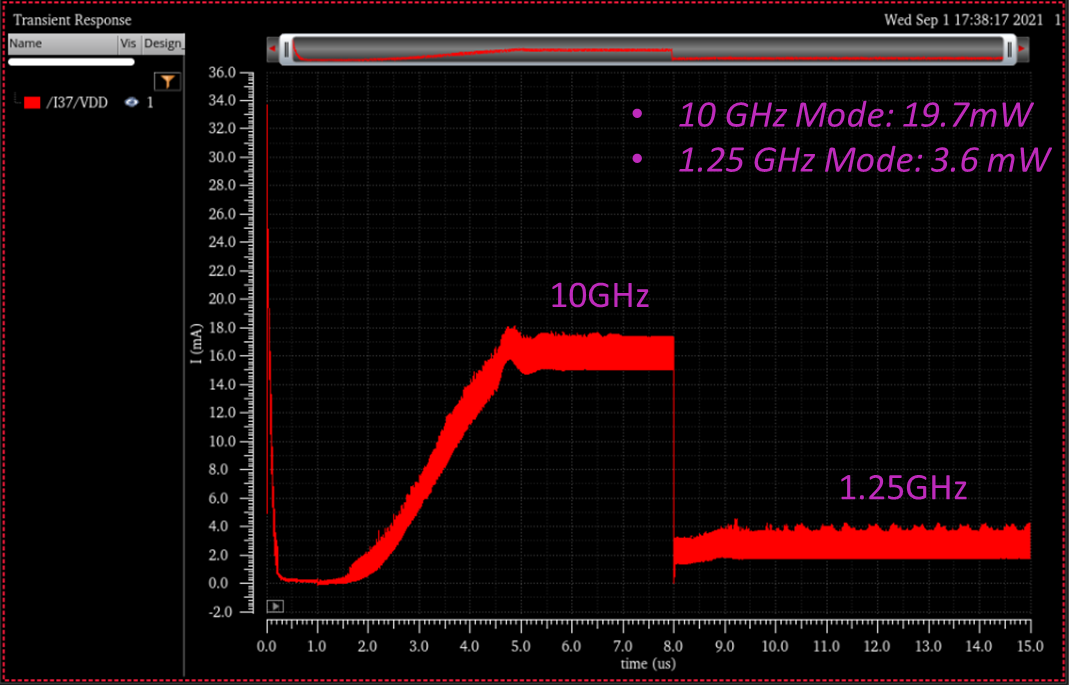 Transient Response
Wed Sep 1 17:38:17 2021 1
Name Vis Design_
/I37/VDD 1
• 10 GHz Mode: 19.7mW
• 1.25 GHz Mode: 3.6 mW
10GHz
1.25GHz
I (mA)
36.0
34.0
32.0
30.0
28.0
26.0
24.0
22.0
20.0
18.0
16.0
14.0
12.0
10.0
8.0
6.0
4.0
2.0
0.0
-2.0
0.0 1.0 2.0 3.0 4.0 5.0 6.0 7.0 8.0 9.0 10.0 11.0 12.0 13.0 14.0 15.0
time (us)